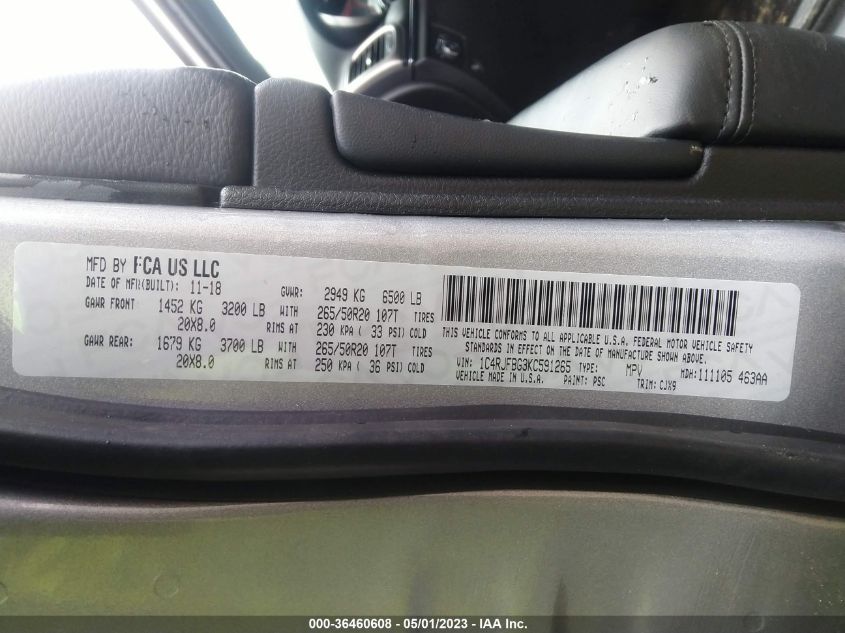 MFD BY FCA US LLC
DATE OF MFR(BUILT): 11-18 GVWR: 2949 KG 6500 LB
GAWR FRONT 1452 KG 3200 LB WITH 265/50R20 107T TIRES
20X8.0 RIMS AT 230 KPA ( 33 PSI) COLD
GAWR REAR: 1679 KG 3700 LB WITH 265/50R20 107T TIRES
20X8.0 RIMS AT 250 KPA ( 36 PSI) COLD
THIS VEHICLE CONFORMS TO ALL APPLICABLE U.S.A. FEDERAL MOTOR VEHICLE SAFETY
STANDARDS IN EFFECT ON THE DATE OF MANUFACTURE SHOWN ABOVE.
VIN: 1C4RJFBG3KC591265 TYPE: MPV MDH:111105 463AA
VEHICLE MADE IN U.S.A. PAINT: PSC TRIM: CJX9
000-36460608 - 05/01/2023 - IAA Inc.